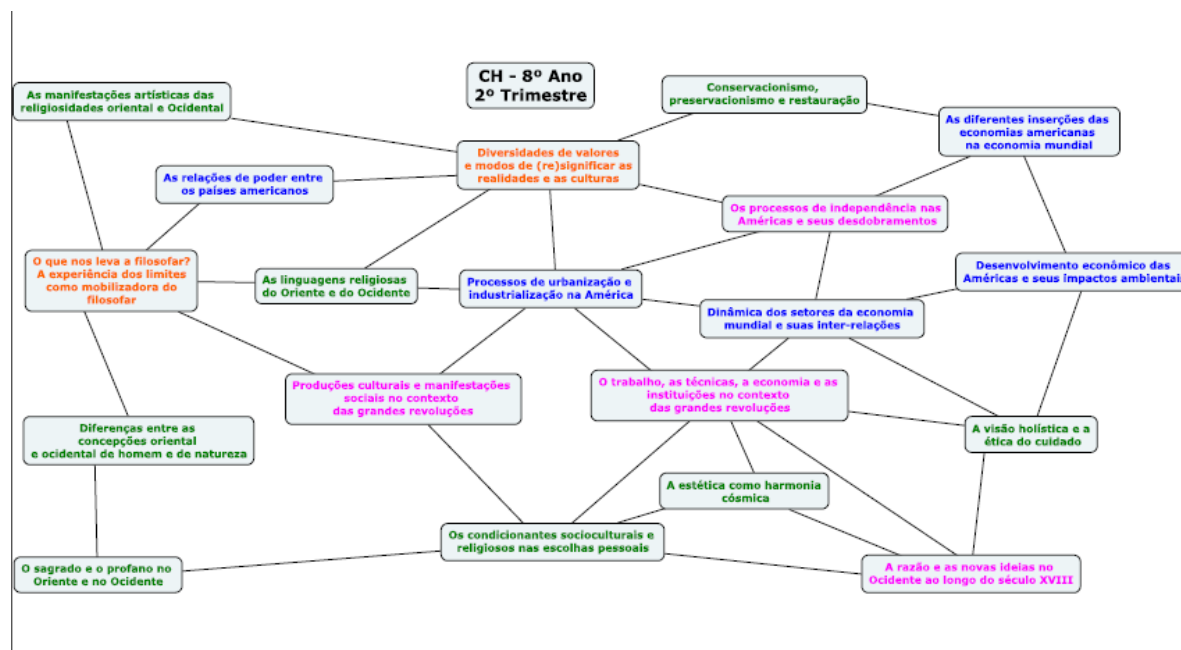 CH - 8º Ano
2º Trimestre
As manifestações artísticas das
religiosidades oriental e Ocidental
Conservacionismo,
preservacionismo e restauração
As diferentes inserções das
economias americanas
na economia mundial
Diversidades de valores
e modos de (re)significar as
realidades e as culturas
As relações de poder entre
os países americanos
Os processos de independência nas
Américas e seus desdobramentos
O que nos leva a filosofar?
A experiência dos limites
como mobilizadora do
filosofar
As linguagens religiosas
do Oriente e do Ocidente
Processos de urbanização e
industrialização na América
Desenvolvimento econômico das
Américas e seus impactos ambientais
Dinâmica dos setores da economia
mundial e suas inter-relações
Produções culturais e manifestações
sociais no contexto
das grandes revoluções
O trabalho, as técnicas, a economia e as
instituições no contexto
das grandes revoluções
Diferenças entre as
concepções oriental
e ocidental de homem e de natureza
A visão holística e a
ética do cuidado
A estética como harmonia
cósmica
Os condicionantes socioculturais e
religiosos nas escolhas pessoais
O sagrado e o profano no
Oriente e no Ocidente
A razão e as novas ideias no
Ocidente ao longo do século XVIII